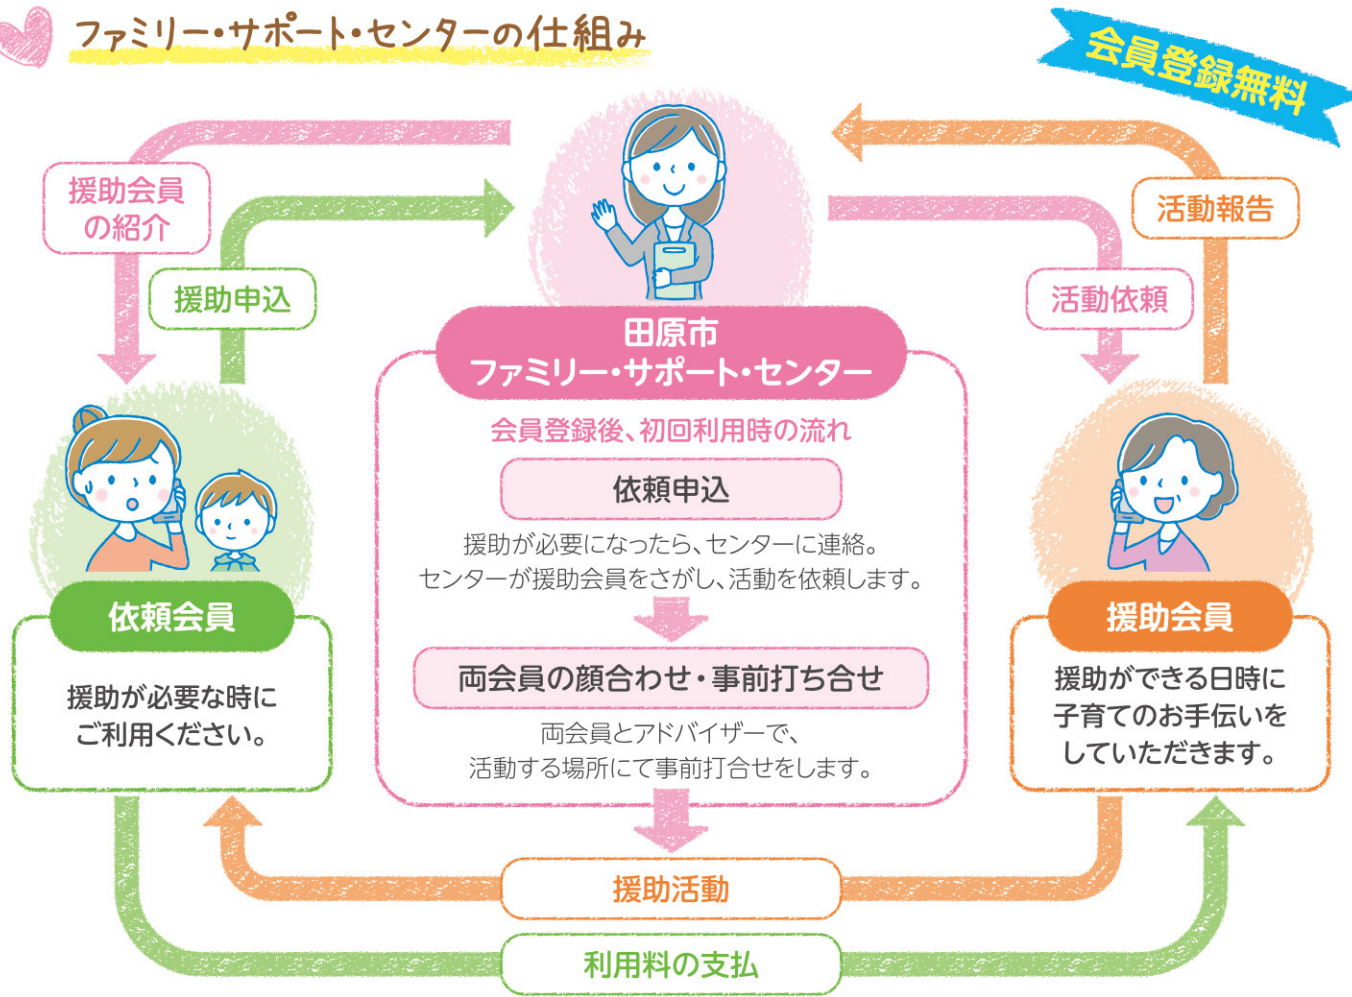 ファミリー・サポート・センターの仕組み
会員登録無料
援助会員
の紹介
援助申込
活動報告
活動依頼
田原市
ファミリー・サポート・センター
会員登録後、初回利用時の流れ
依頼申込
援助が必要になったら、センターに連絡。
センターが援助会員をさがし、活動を依頼します。
両会員の顔合わせ・事前打ち合せ
両会員とアドバイザーで、
活動する場所にて事前打合せをします。
依頼会員
援助が必要な時に
ご利用ください。
援助会員
援助ができる日時に
子育てのお手伝いを
していただきます。
援助活動
利用料の支払